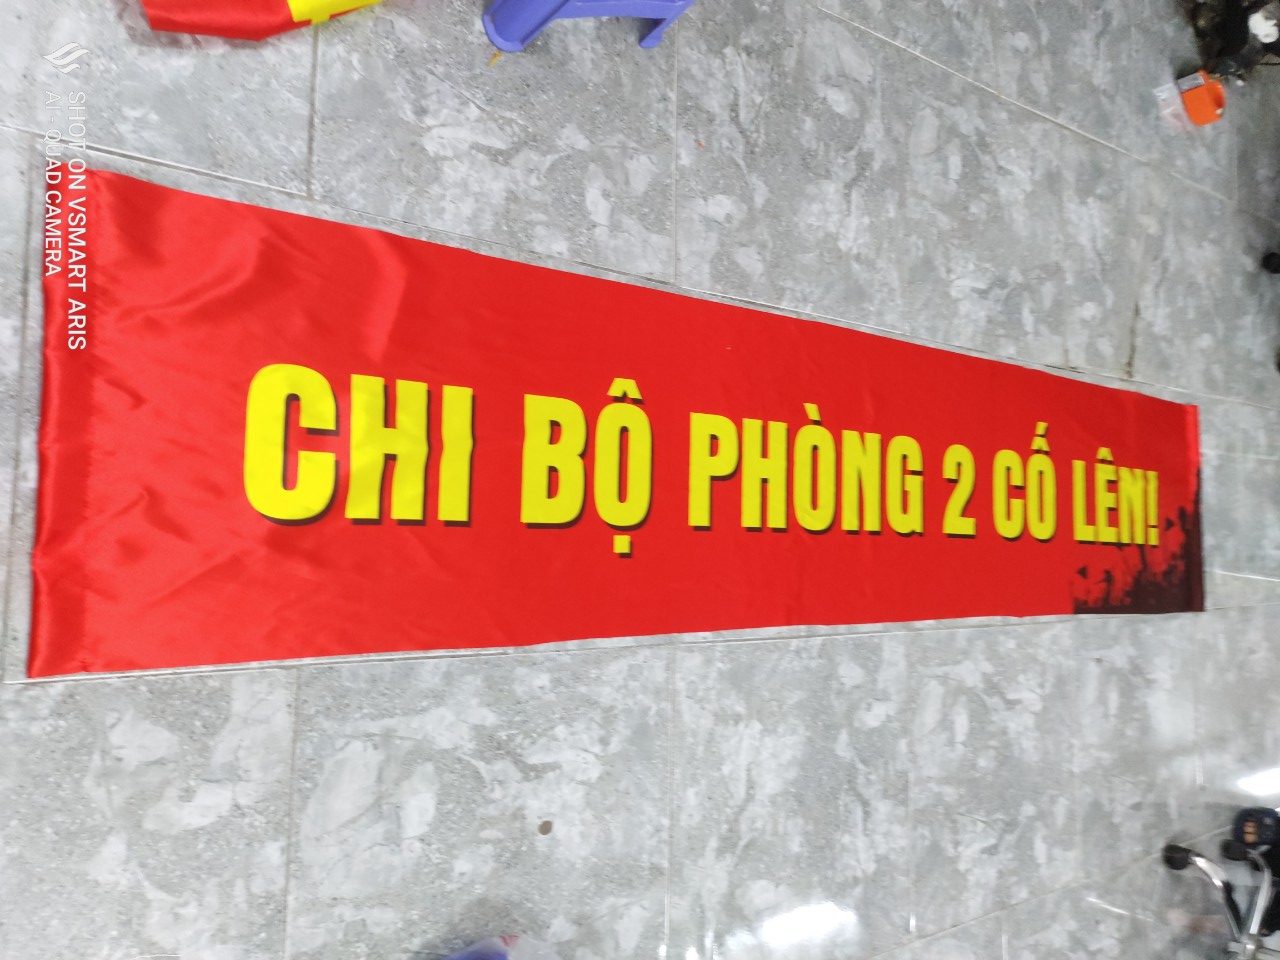 CHI BỘ PHÒNG 2 CỐ LÊN!
SHOT ON VSMART ARIS
AI - QUAD CAMERA